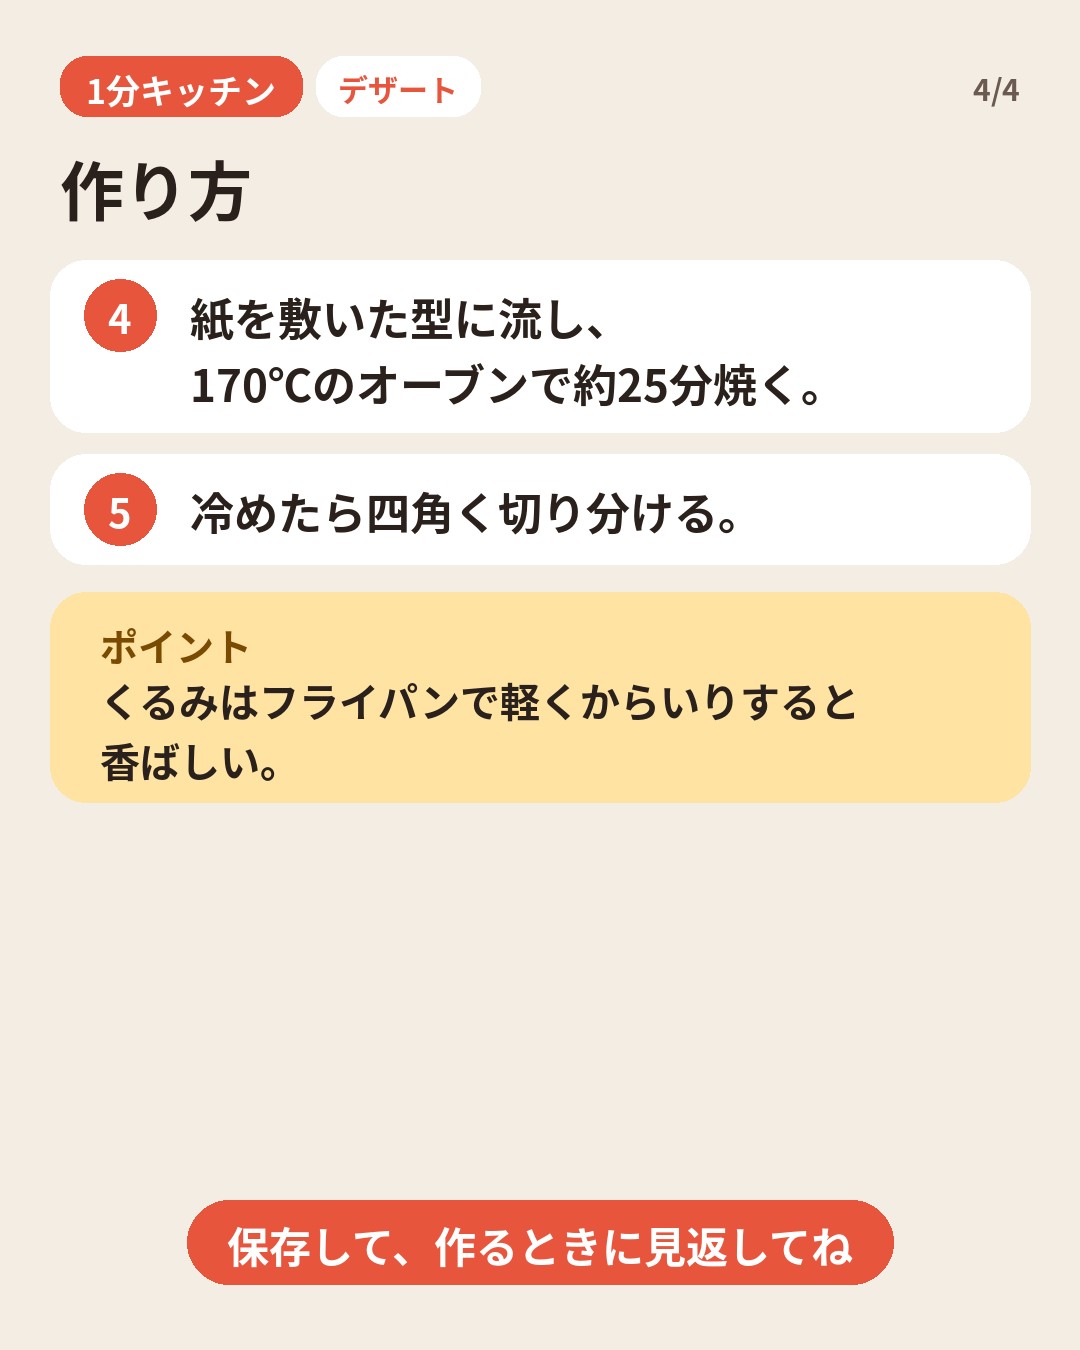 1分キッチン デザート 4/4
作り方
4 紙を敷いた型に流し、
170℃のオーブンで約25分焼く。
5 冷めたら四角く切り分ける。
ポイント
くるみはフライパンで軽くからいりすると
香ばしい。
保存して、作るときに見返してね